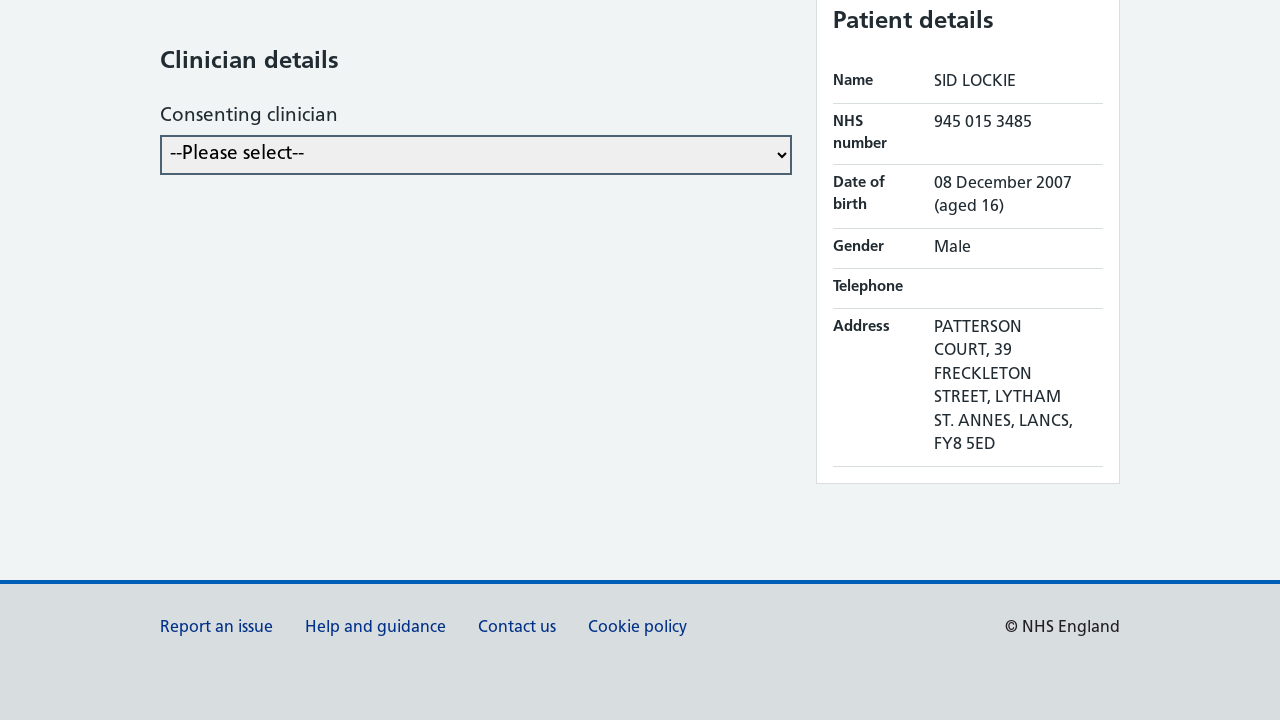 Clinician details
Consenting clinician
--Please select--
Patient details
Name SID LOCKIE
NHS number 945 015 3485
Date of birth 08 December 2007 (aged 16)
Gender Male
Telephone
Address PATTERSON
COURT, 39
FRECKLETON
STREET, LYTHAM
ST. ANNES, LANCS,
FY8 5ED
Report an issue Help and guidance Contact us Cookie policy © NHS England